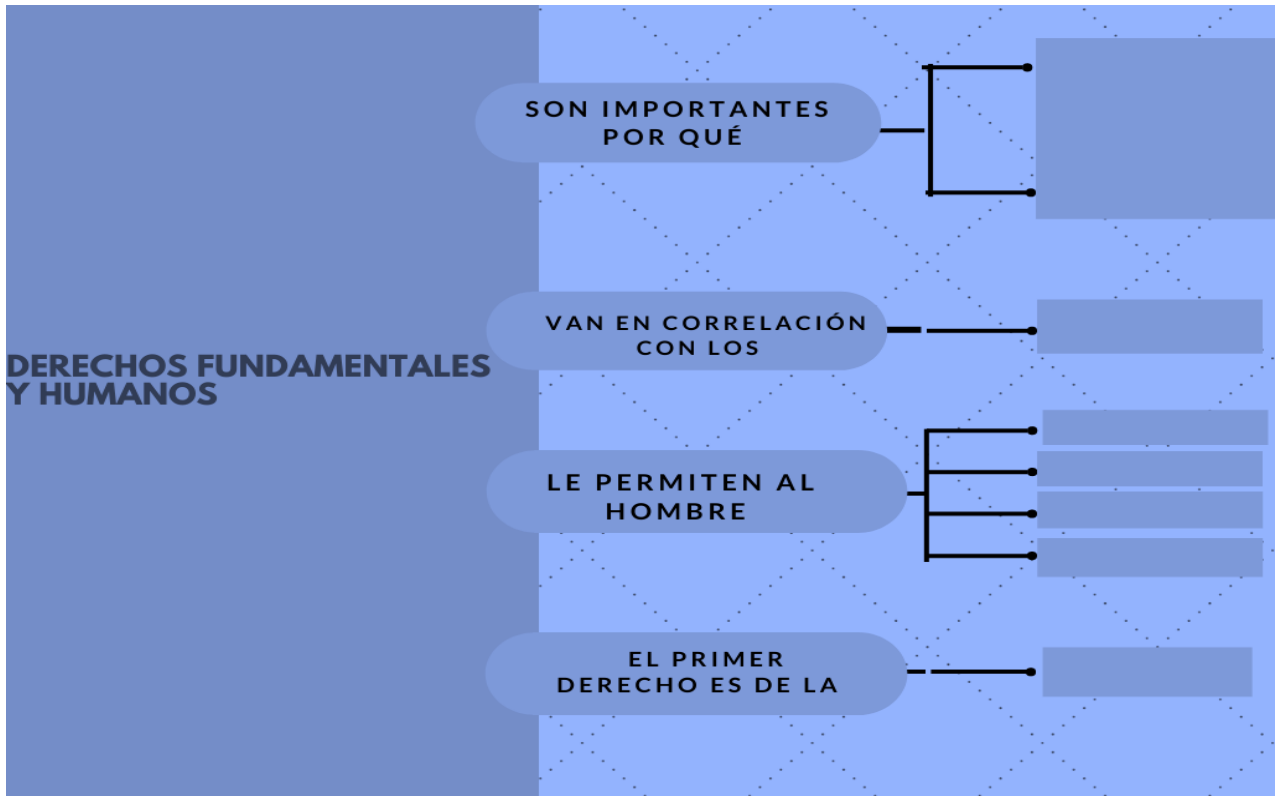 DERECHOS FUNDAMENTALES
Y HUMANOS
SON IMPORTANTES
POR QUÉ
VAN EN CORRELACIÓN
CON LOS
LE PERMITEN AL
HOMBRE
EL PRIMER
DERECHO ES DE LA